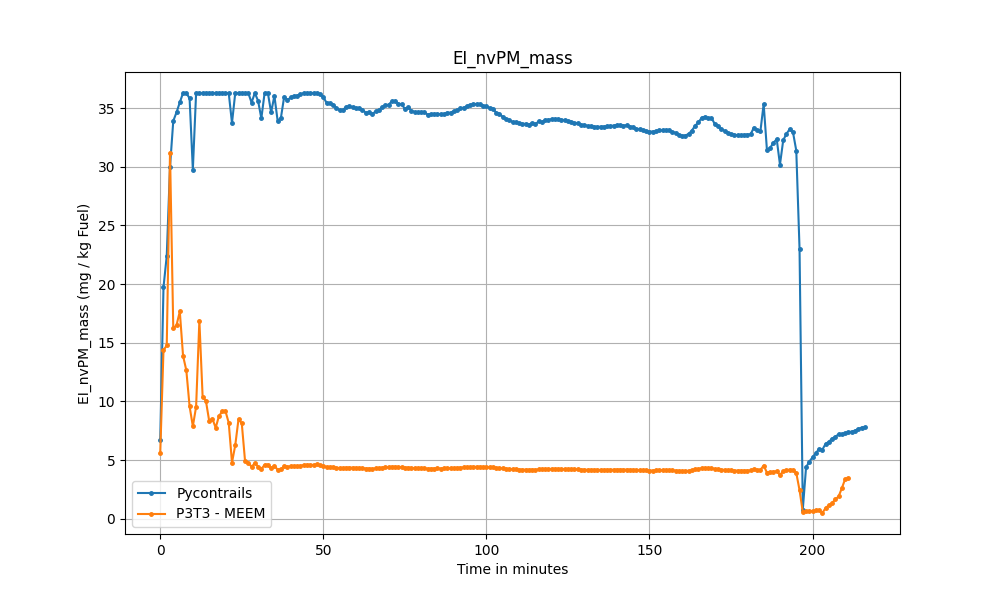 EI_nvPM_mass
EI_nvPM_mass (mg / kg Fuel)
35
30
25
20
15
10
5
0
Pycontrails
P3T3 - MEEM
0 50 100 150 200
Time in minutes